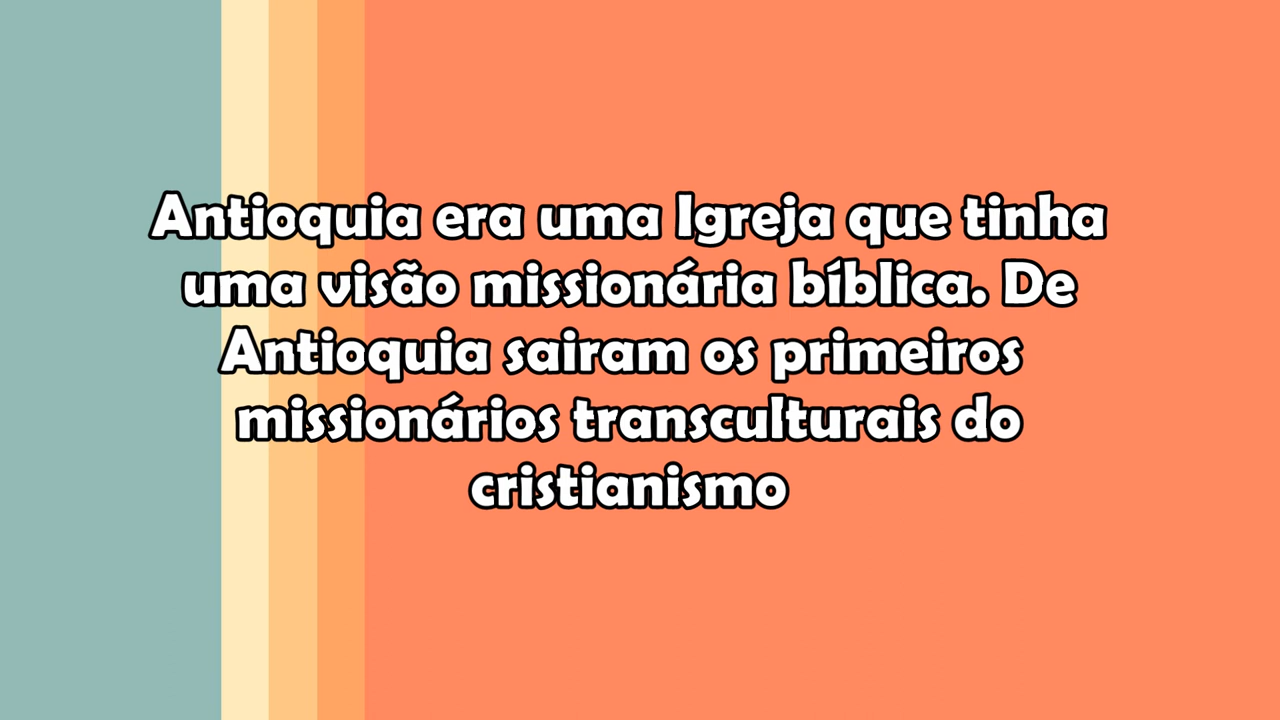 Antioquia era uma Igreja que tinha
uma visão missionária bíblica. De
Antioquia sairam os primeiros
missionários transculturais do
cristianismo